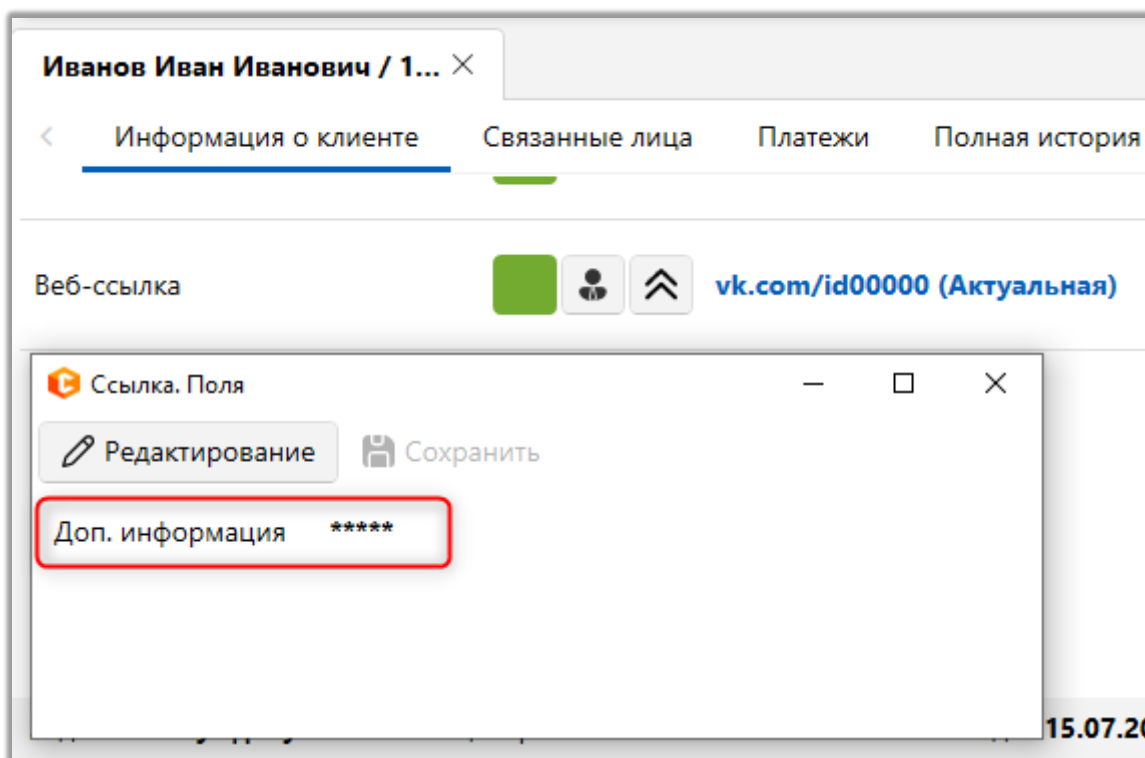 Иванов Иван Иванович / 1...
Информация о клиенте Связанные лица Платежи Полная история
Веб-ссылка vk.com/id00000 (Актуальная)
Ссылка. Поля
Редактирование Сохранить
Доп. информация *****
15.07.20